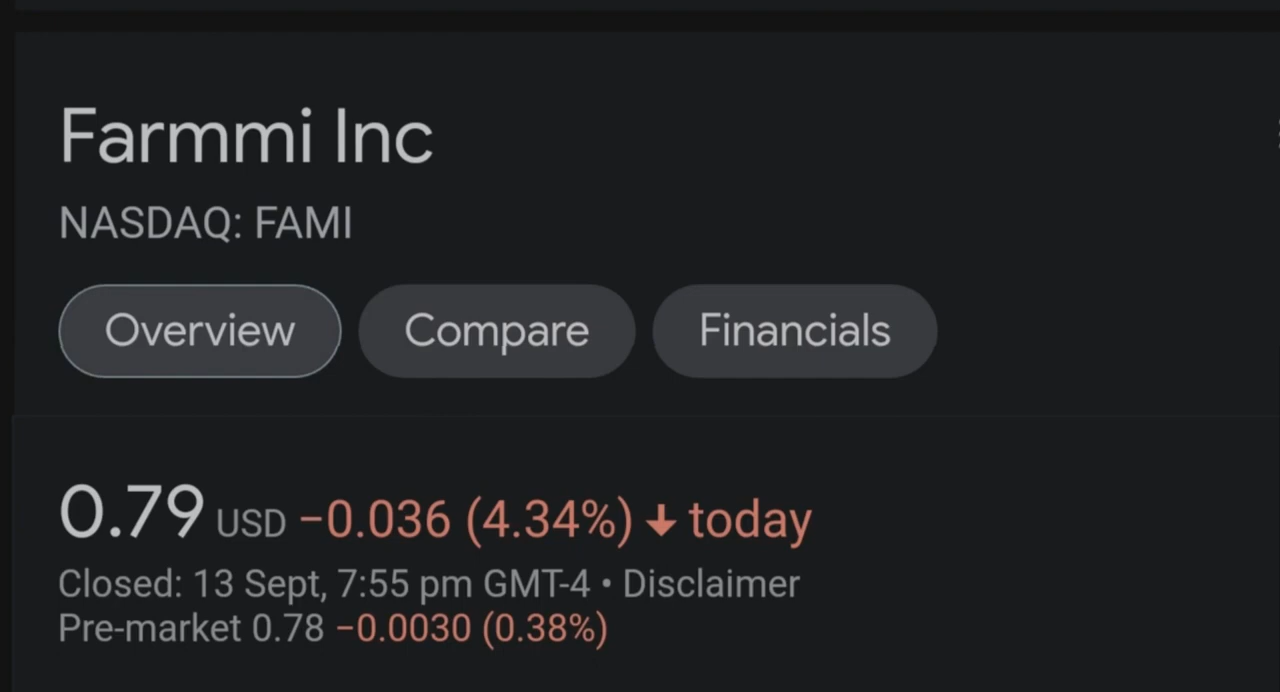 Farmmi Inc
NASDAQ: FAMI
Overview Compare Financials
0.79 USD −0.036 (4.34%) ↓ today
Closed: 13 Sept, 7:55 pm GMT-4 • Disclaimer
Pre-market 0.78 −0.0030 (0.38%)